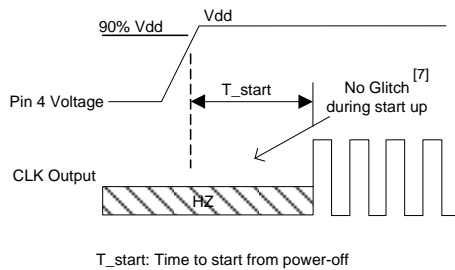 Vdd
90% Vdd
T_start
No Glitch [7]
during start up
Pin 4 Voltage
CLK Output
HZ
T_start: Time to start from power-off